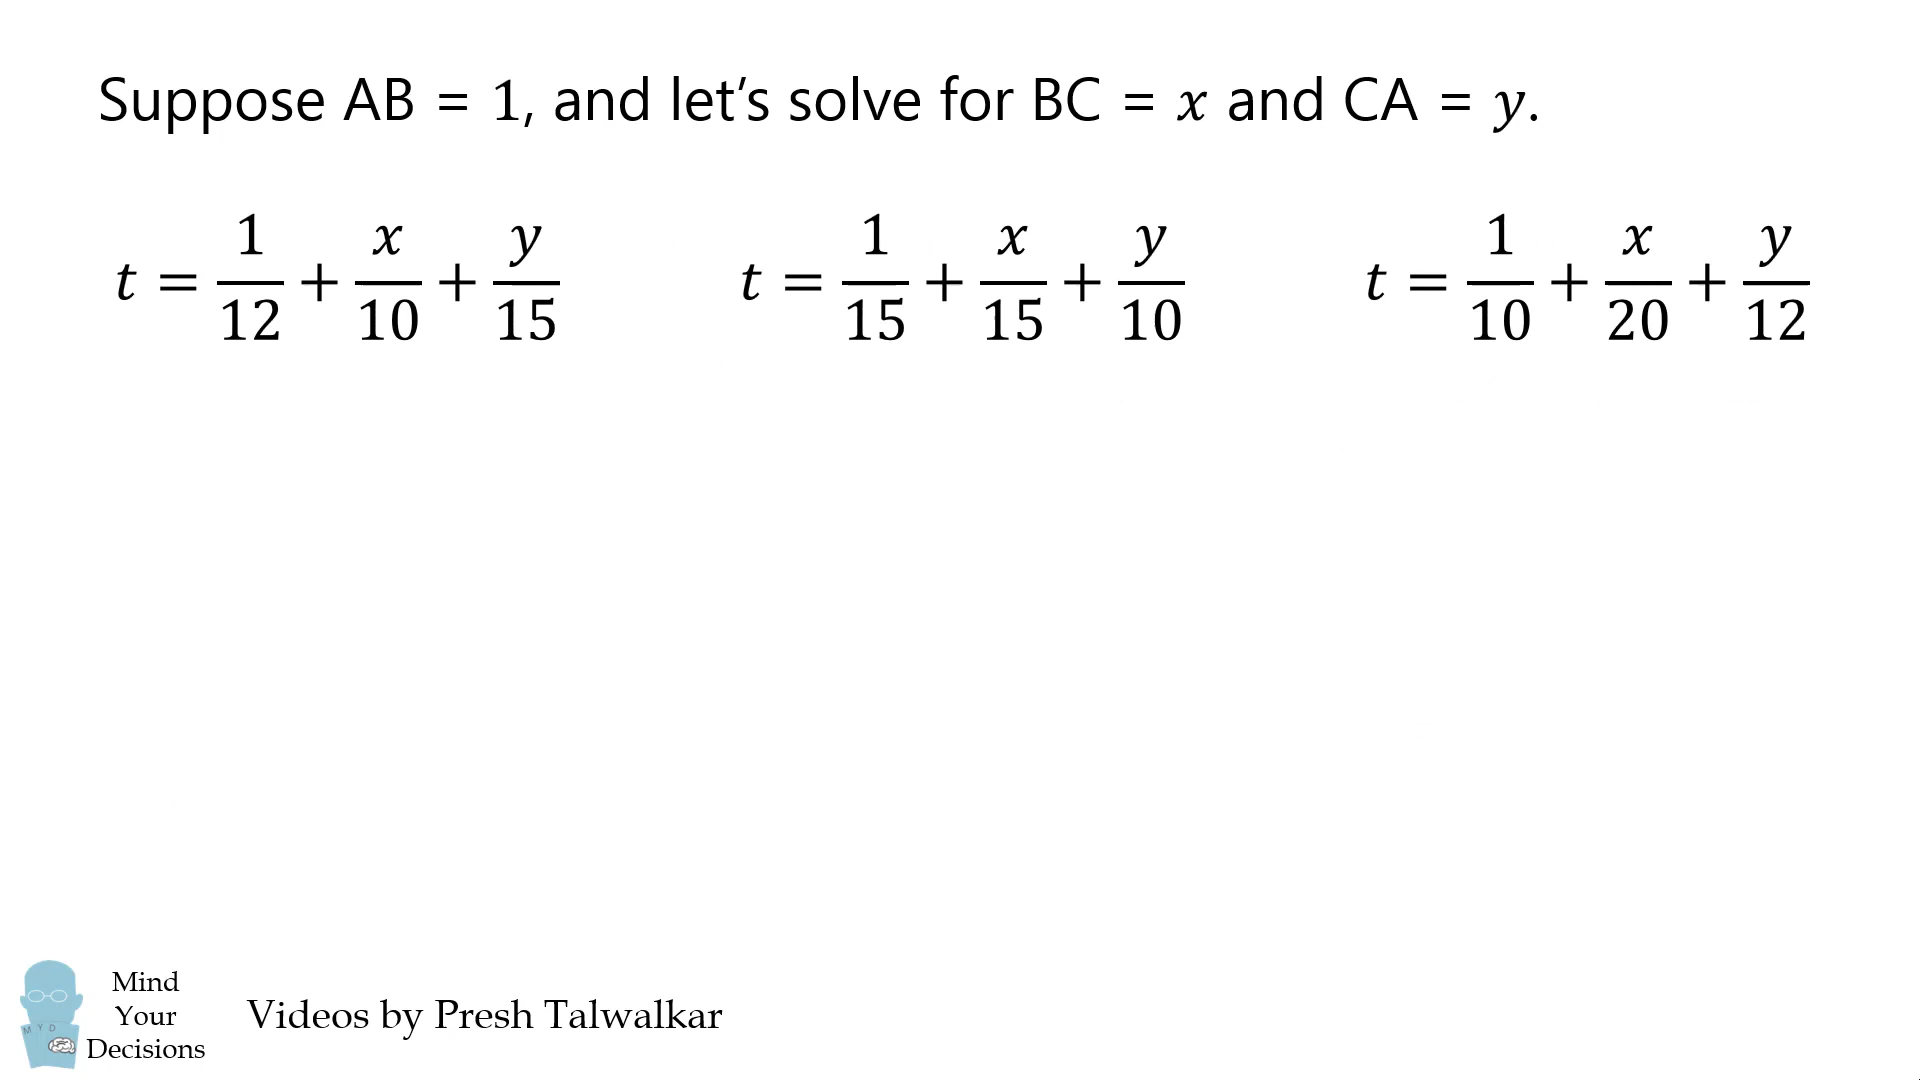 Suppose AB = 1, and let’s solve for BC = x and CA = y.
t = 1/12 + x/10 + y/15
t = 1/15 + x/15 + y/10
t = 1/10 + x/20 + y/12
M Y D
Mind
Your
Decisions
Videos by Presh Talwalkar